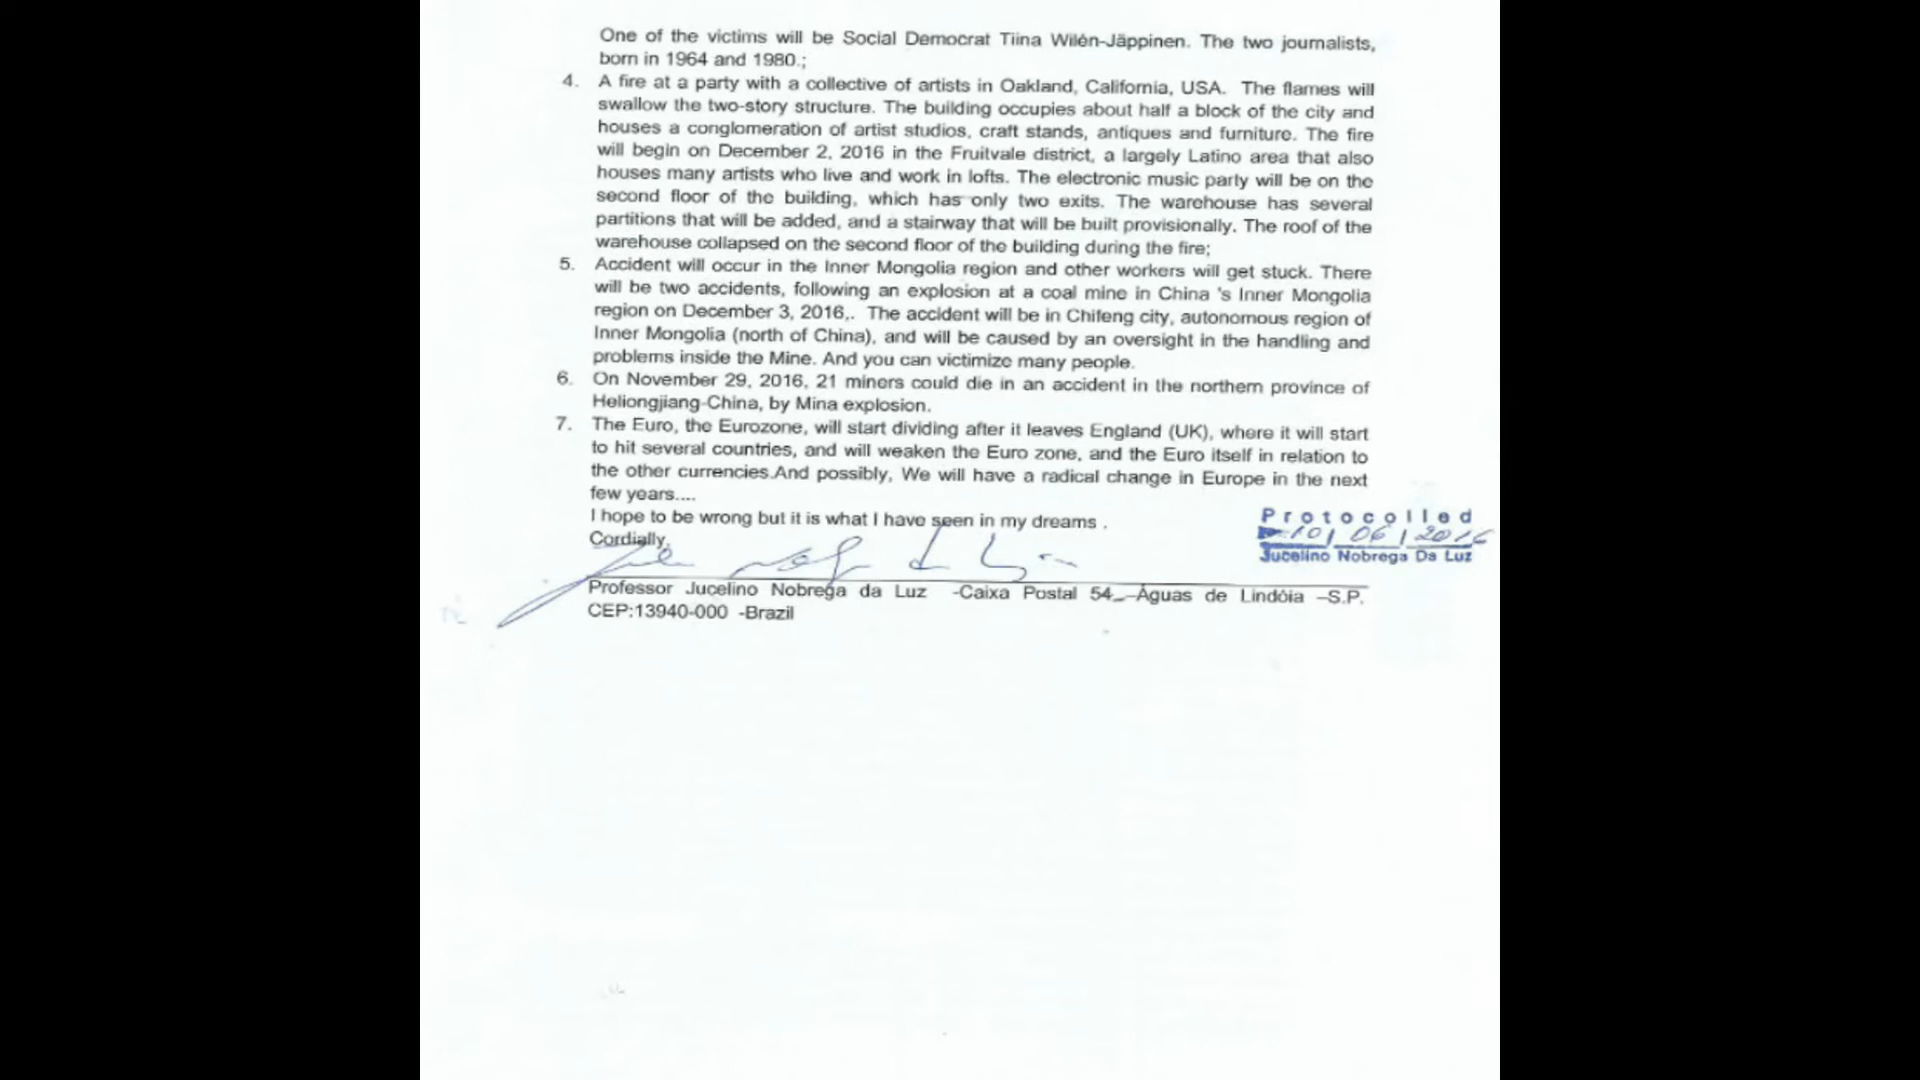 One of the victims will be Social Democrat Tiina Wilén-Jäppinen. The two journalists,
born in 1964 and 1980.;
4. A fire at a party with a collective of artists in Oakland, California, USA. The flames will
swallow the two-story structure. The building occupies about half a block of the city and
houses a conglomeration of artist studios, craft stands, antiques and furniture. The fire
will begin on December 2, 2016 in the Fruitvale district, a largely Latino area that also
houses many artists who live and work in lofts. The electronic music party will be on the
second floor of the building, which has only two exits. The warehouse has several
partitions that will be added, and a stairway that will be built provisionally. The roof of the
warehouse collapsed on the second floor of the building during the fire;
5. Accident will occur in the Inner Mongolia region and other workers will get stuck. There
will be two accidents, following an explosion at a coal mine in China 's Inner Mongolia
region on December 3, 2016,. The accident will be in Chifeng city, autonomous region of
Inner Mongolia (north of China), and will be caused by an oversight in the handling and
problems inside the Mine. And you can victimize many people.
6. On November 29, 2016, 21 miners could die in an accident in the northern province of
Heliongjiang-China, by Mina explosion.
7. The Euro, the Eurozone, will start dividing after it leaves England (UK), where it will start
to hit several countries, and will weaken the Euro zone, and the Euro itself in relation to
the other currencies.And possibly, We will have a radical change in Europe in the next
few years....
I hope to be wrong but it is what I have seen in my dreams .
Cordially,
Protocolled
10/06/2016
Jucelino Nobrega Da Luz
Professor Jucelino Nobrega da Luz -Caixa Postal 54 –Águas de Lindóia –S.P.
CEP:13940-000 -Brazil